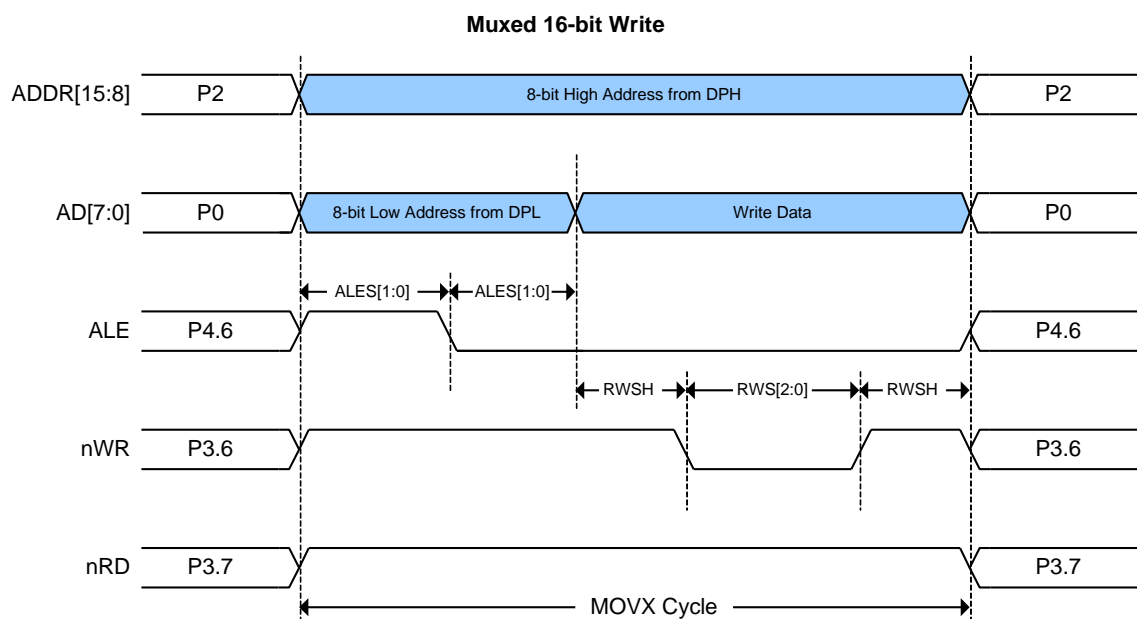 Muxed 16-bit Write
ADDR[15:8] P2 8-bit High Address from DPH P2
AD[7:0] P0 8-bit Low Address from DPL Write Data P0
ALES[1:0] ALES[1:0]
ALE P4.6 P4.6
RWSH RWS[2:0] RWSH
nWR P3.6 P3.6
nRD P3.7 P3.7
MOVX Cycle